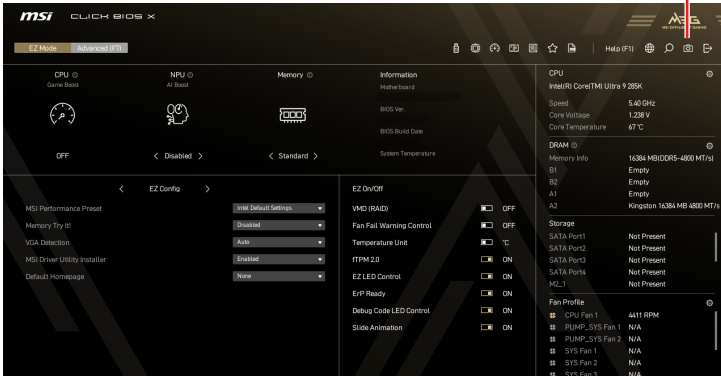 msi CLICK BIOS X
MEG
MSI ENTHUSIAST GAMING
EZ Mode Advanced (F7)
Help (F1)
CPU
Game Boost
OFF
NPU
AI Boost
Disabled
Memory
Standard
Information
Motherboard
BIOS Ver.
BIOS Build Date
System Temperature
EZ Config
MSI Performance Preset Intel Default Settings
Memory Try It! Disabled
VGA Detection Auto
MSI Driver Utility Installer Enabled
Default Homepage None
EZ On/Off
VMD (RAID) OFF
Fan Fail Warning Control OFF
Temperature Unit °C
fTPM 2.0 ON
EZ LED Control ON
ErP Ready ON
Debug Code LED Control ON
Slide Animation ON
CPU
Intel(R) Core(TM) Ultra 9 285K
Speed 5.40 GHz
Core Voltage 1.238 V
Core Temperature 67 °C
DRAM
Memory Info 16384 MB(DDR5-4800 MT/s)
B1 Empty
B2 Empty
A1 Empty
A2 Kingston 16384 MB 4800 MT/s
Storage
SATA Port1 Not Present
SATA Port2 Not Present
SATA Port3 Not Present
SATA Port4 Not Present
M2_1 Not Present
Fan Profile
CPU Fan 1 4411 RPM
PUMP_SYS Fan 1 N/A
PUMP_SYS Fan 2 N/A
SYS Fan 1 N/A
SYS Fan 2 N/A
SYS Fan 3 N/A